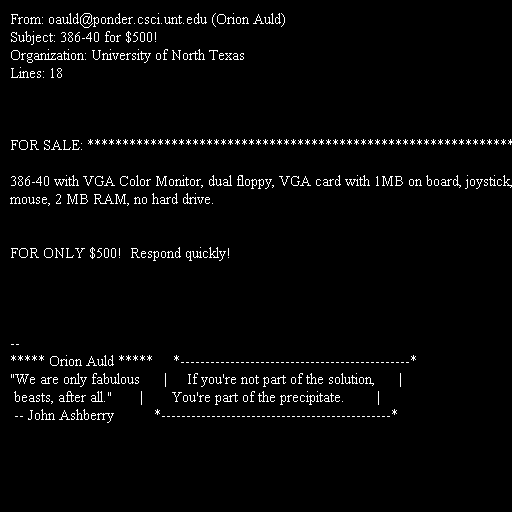 From: oauld@ponder.csci.unt.edu (Orion Auld)
Subject: 386-40 for $500!
Organization: University of North Texas
Lines: 18
FOR SALE: *************************************************************
386-40 with VGA Color Monitor, dual floppy, VGA card with 1MB on board, joystick,
mouse, 2 MB RAM, no hard drive.
FOR ONLY $500!  Respond quickly!
--
***** Orion Auld *****     *----------------------------------------------*
"We are only fabulous      |     If you're not part of the solution,      |
 beasts, after all."       |       You're part of the precipitate.        |
 -- John Ashberry          *----------------------------------------------*